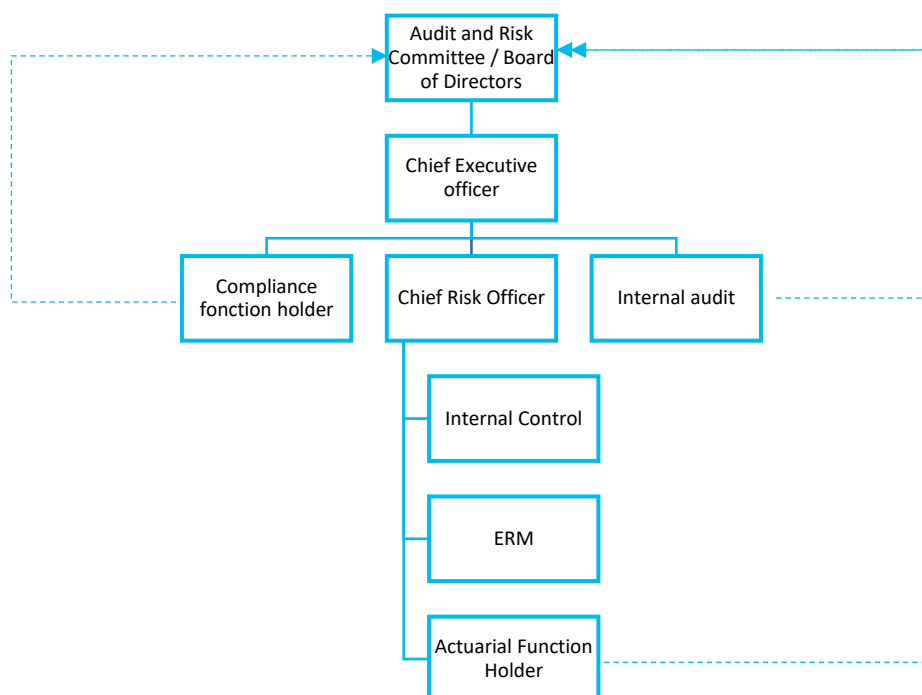 Audit and Risk
Committee / Board
of Directors
Chief Executive
officer
Compliance
fonction holder
Chief Risk Officer
Internal audit
Internal Control
ERM
Actuarial Function
Holder